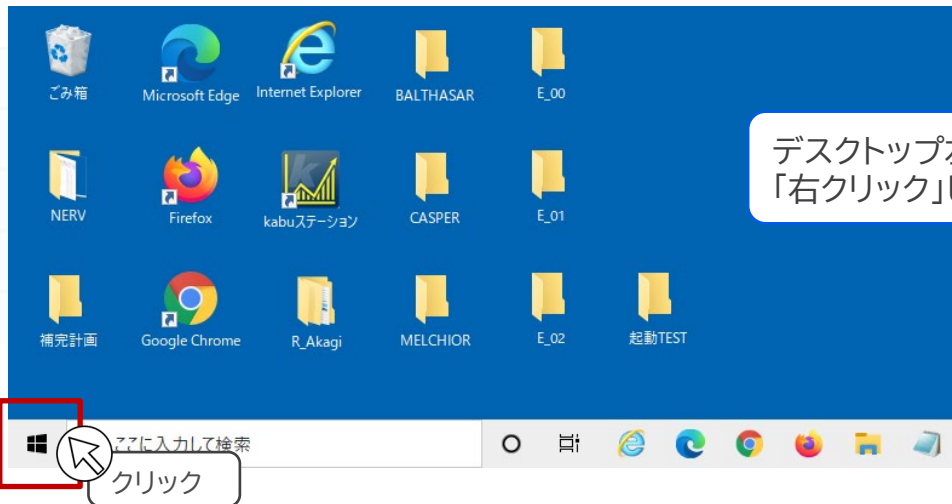 ごみ箱
Microsoft Edge
Internet Explorer
BALTHASAR
E_00
デスクトップ
「右クリック」
NERV
Firefox
kabuステーション
CASPER
E_01
補完計画
Google Chrome
R_Akagi
MELCHIOR
E_02
起動TEST
ここに入力して検索
クリック